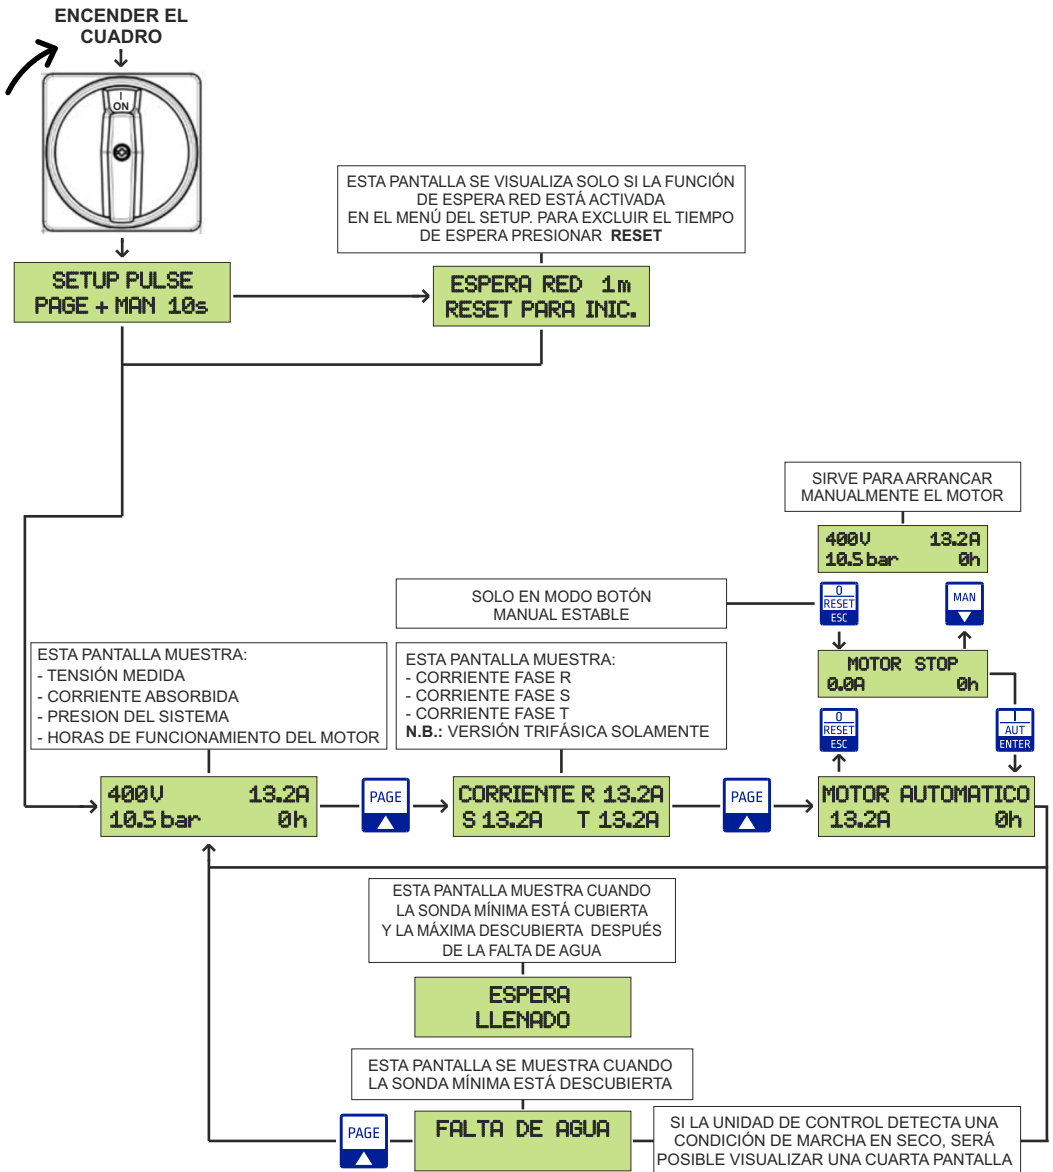 ENCENDER EL
CUADRO
I
ON
ESTA PANTALLA SE VISUALIZA SOLO SI LA FUNCIÓN
DE ESPERA RED ESTÁ ACTIVADA
EN EL MENÚ DEL SETUP. PARA EXCLUIR EL TIEMPO
DE ESPERA PRESIONAR RESET
SETUP PULSE
PAGE + MAN 10s
ESPERA RED 1m
RESET PARA INIC.
SIRVE PARA ARRANCAR
MANUALMENTE EL MOTOR
400V 13.2A
10.5 bar 0h
SOLO EN MODO BOTÓN
MANUAL ESTABLE
0
RESET
ESC
MAN
MOTOR STOP
0.0A 0h
0
RESET
ESC
I
AUT
ENTER
ESTA PANTALLA MUESTRA:
- TENSIÓN MEDIDA
- CORRIENTE ABSORBIDA
- PRESION DEL SISTEMA
- HORAS DE FUNCIONAMIENTO DEL MOTOR
ESTA PANTALLA MUESTRA:
- CORRIENTE FASE R
- CORRIENTE FASE S
- CORRIENTE FASE T
N.B.: VERSIÓN TRIFÁSICA SOLAMENTE
400V 13.2A
10.5 bar 0h
PAGE
CORRIENTE R 13.2A
S 13.2A T 13.2A
PAGE
MOTOR AUTOMATICO
13.2A 0h
ESTA PANTALLA MUESTRA CUANDO
LA SONDA MÍNIMA ESTÁ CUBIERTA
Y LA MÁXIMA DESCUBIERTA DESPUÉS
DE LA FALTA DE AGUA
ESPERA
LLENADO
ESTA PANTALLA SE MUESTRA CUANDO
LA SONDA MÍNIMA ESTÁ DESCUBIERTA
PAGE
FALTA DE AGUA
SI LA UNIDAD DE CONTROL DETECTA UNA
CONDICIÓN DE MARCHA EN SECO, SERÁ
POSIBLE VISUALIZAR UNA CUARTA PANTALLA